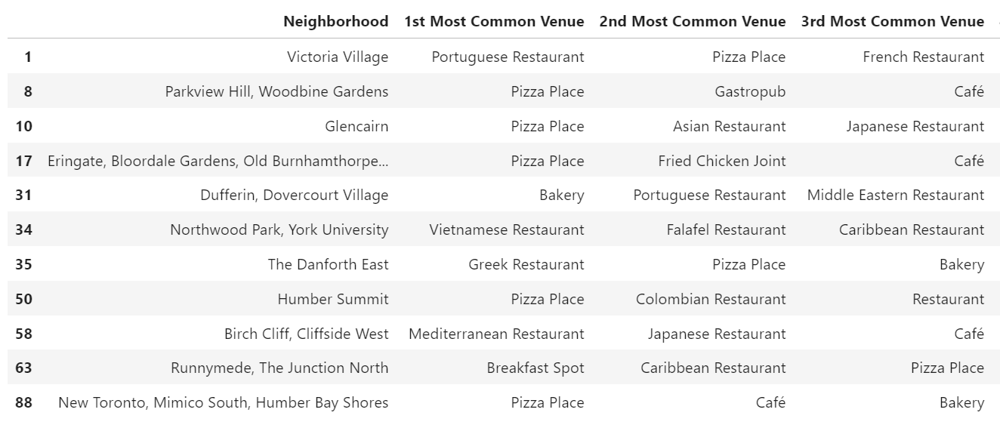 Neighborhood 1st Most Common Venue 2nd Most Common Venue 3rd Most Common Venue
1 Victoria Village Portuguese Restaurant Pizza Place French Restaurant
8 Parkview Hill, Woodbine Gardens Pizza Place Gastropub Café
10 Glencairn Pizza Place Asian Restaurant Japanese Restaurant
17 Eringate, Bloordale Gardens, Old Burnhamthorpe... Pizza Place Fried Chicken Joint Café
31 Dufferin, Dovercourt Village Bakery Portuguese Restaurant Middle Eastern Restaurant
34 Northwood Park, York University Vietnamese Restaurant Falafel Restaurant Caribbean Restaurant
35 The Danforth East Greek Restaurant Pizza Place Bakery
50 Humber Summit Pizza Place Colombian Restaurant Restaurant
58 Birch Cliff, Cliffside West Mediterranean Restaurant Japanese Restaurant Café
63 Runnymede, The Junction North Breakfast Spot Caribbean Restaurant Pizza Place
88 New Toronto, Mimico South, Humber Bay Shores Pizza Place Café Bakery